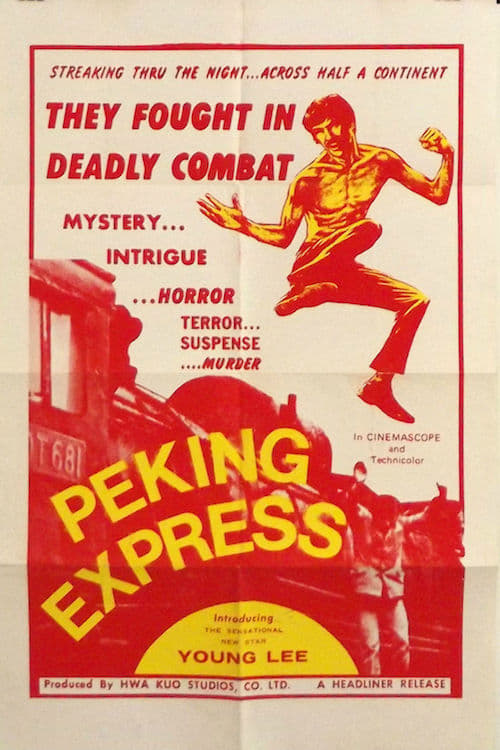 STREAKING THRU THE NIGHT...ACROSS HALF A CONTINENT
THEY FOUGHT IN
DEADLY COMBAT
MYSTERY...
INTRIGUE
...HORROR
TERROR...
SUSPENSE
....MURDER
In CINEMASCOPE
and
Technicolor
DT 681
PEKING
EXPRESS
Introducing...
THE SENSATIONAL
NEW STAR
YOUNG LEE
Produced By HWA KUO STUDIOS, CO. LTD. A HEADLINER RELEASE